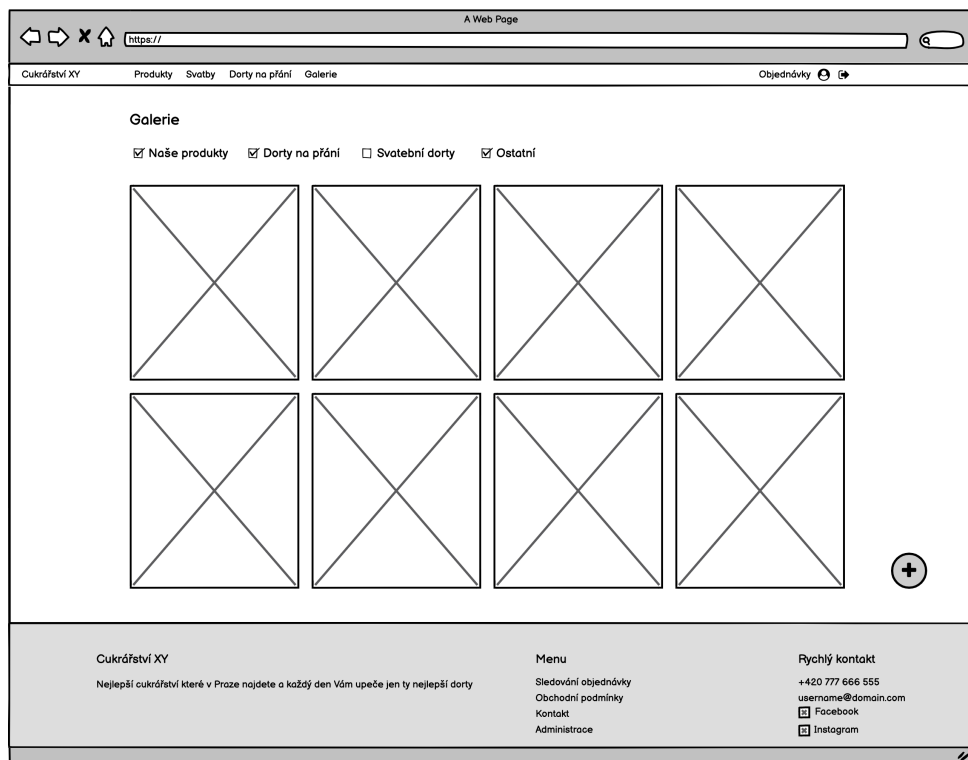 A Web Page
https://
Cukrářství XY Produkty Svatby Dorty na přání Galerie Objednávky
Galerie
Naše produkty Dorty na přání Svatební dorty Ostatní
Cukrářství XY
Nejlepší cukrářství které v Praze najdete a každý den Vám upeče jen ty nejlepší dorty
Menu
Sledování objednávky
Obchodní podmínky
Kontakt
Administrace
Rychlý kontakt
+420 777 666 555
username@domain.com
Facebook
Instagram